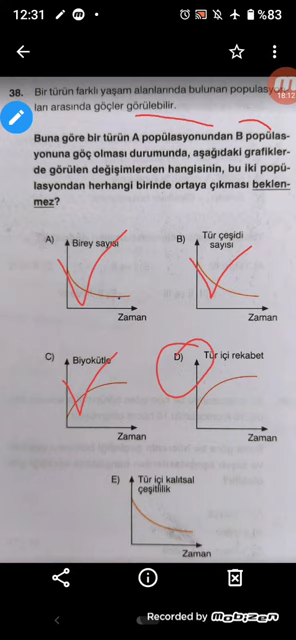 12:31
%83
18:12
38. Bir türün farklı yaşam alanlarında bulunan populasyon
ları arasında göçler görülebilir.
Buna göre bir türün A popülasyonundan B popülas-
yonuna göç olması durumunda, aşağıdaki grafikler-
de görülen değişimlerden hangisinin, bu iki popü-
lasyondan herhangi birinde ortaya çıkması beklen-
mez?
A) Birey sayısı
Zaman
B) Tür çeşidi
sayısı
Zaman
C) Biyokütle
Zaman
D) Tür içi rekabet
Zaman
E) Tür içi kalıtsal
çeşitlilik
Zaman
Recorded by mobizen